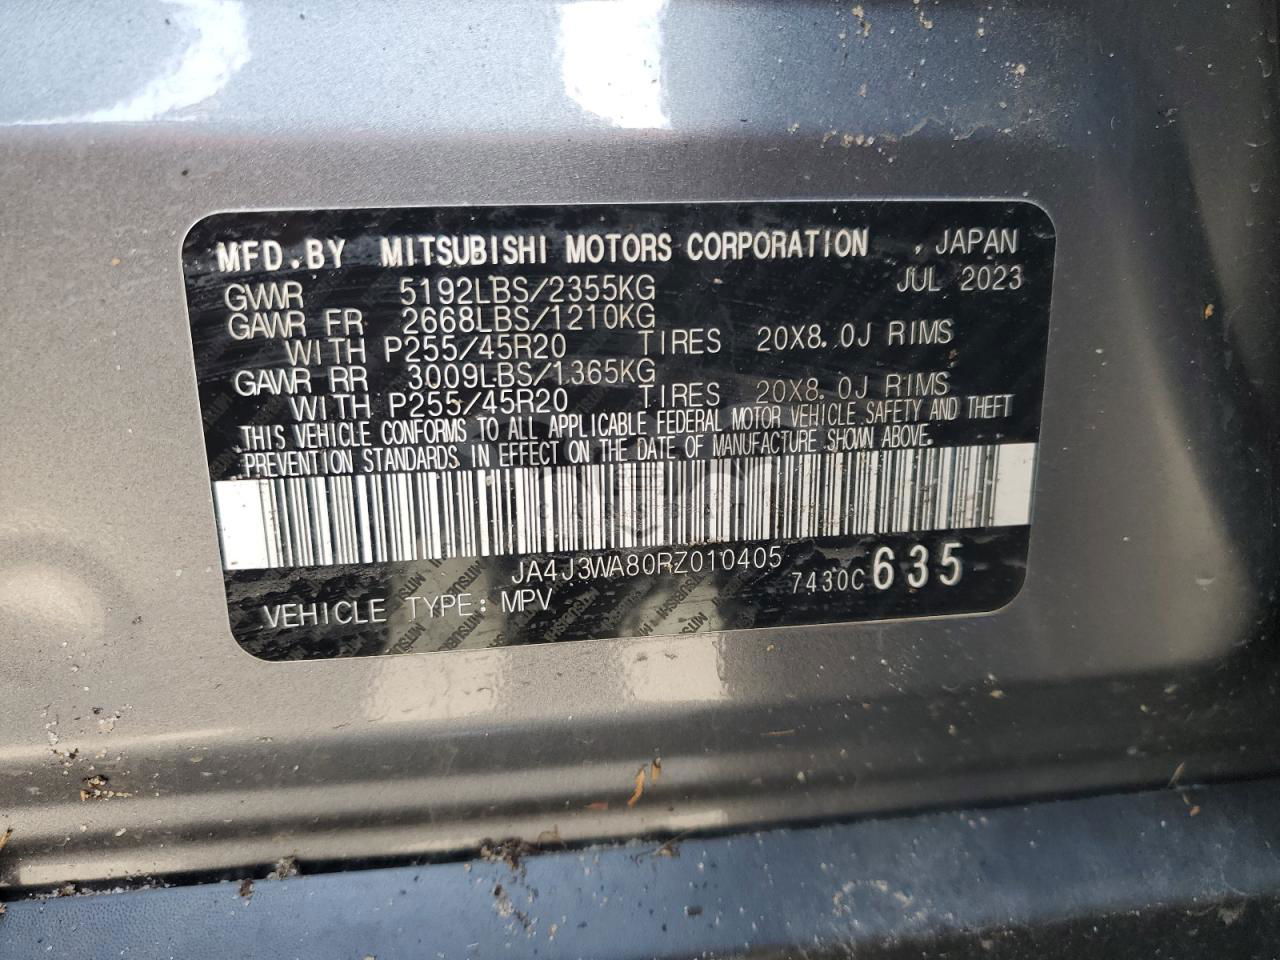 MFD.BY MITSUBISHI MOTORS CORPORATION , JAPAN
JUL 2023
GVWR 5192LBS/2355KG
GAWR FR 2668LBS/1210KG
WITH P255/45R20 TIRES 20X8.0J RIMS
GAWR RR 3009LBS/1365KG
WITH P255/45R20 TIRES 20X8.0J RIMS
THIS VEHICLE CONFORMS TO ALL APPLICABLE FEDERAL MOTOR VEHICLE SAFETY AND THEFT
PREVENTION STANDARDS IN EFFECT ON THE DATE OF MANUFACTURE SHOWN ABOVE.
JA4J3WA80RZ010405
7430C 635
VEHICLE TYPE: MPV
MITSUBISHI